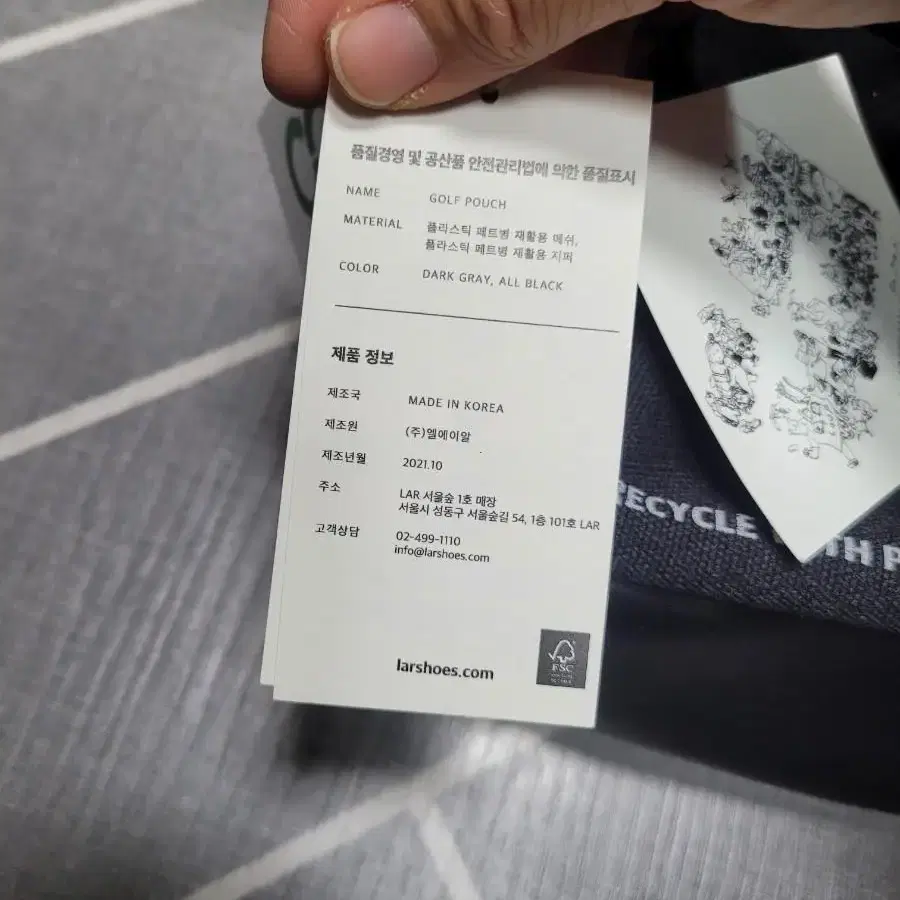 품질경영 및 공산품 안전관리법에 의한 품질표시
NAME GOLF POUCH
MATERIAL 플라스틱 페트병 재활용 메쉬,
플라스틱 페트병 재활용 지퍼
COLOR DARK GRAY, ALL BLACK
제품 정보
제조국 MADE IN KOREA
제조원 (주)엘에이알
제조년월 2021.10
주소 LAR 서울숲 1호 매장
서울시 성동구 서울숲길 54, 1층 101호 LAR
고객상담 02-499-1110
info@larshoes.com
larshoes.com
FSC
RECYCLE